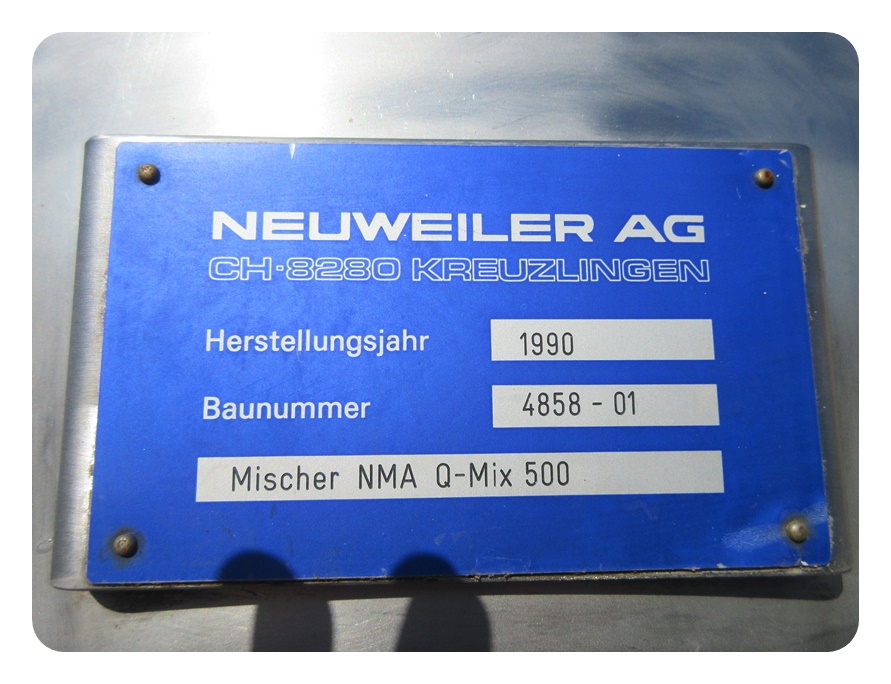 NEUWEILER AG
CH-8280 KREUZLINGEN
Herstellungsjahr 1990
Baunummer 4858 - 01
Mischer NMA Q-Mix 500